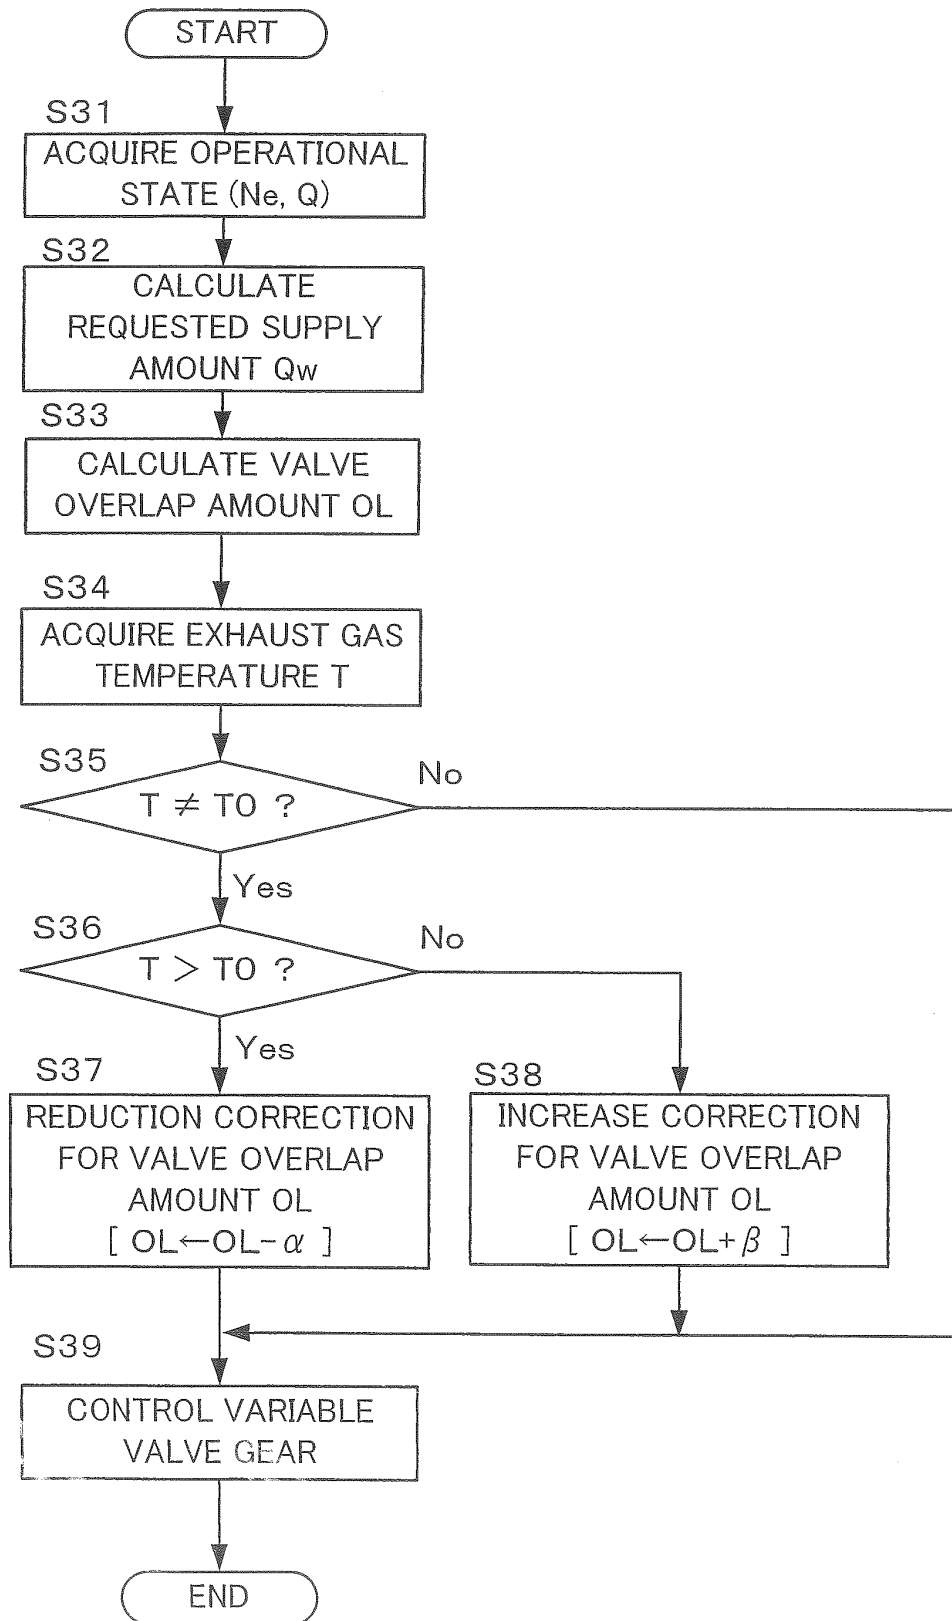 START
S31
ACQUIRE OPERATIONAL
STATE (Ne, Q)
S32
CALCULATE
REQUESTED SUPPLY
AMOUNT Qw
S33
CALCULATE VALVE
OVERLAP AMOUNT OL
S34
ACQUIRE EXHAUST GAS
TEMPERATURE T
S35
T ≠ T0 ?
No
Yes
S36
T > T0 ?
No
Yes
S37
REDUCTION CORRECTION
FOR VALVE OVERLAP
AMOUNT OL
[ OL←OL-α ]
S38
INCREASE CORRECTION
FOR VALVE OVERLAP
AMOUNT OL
[ OL←OL+β ]
S39
CONTROL VARIABLE
VALVE GEAR
END